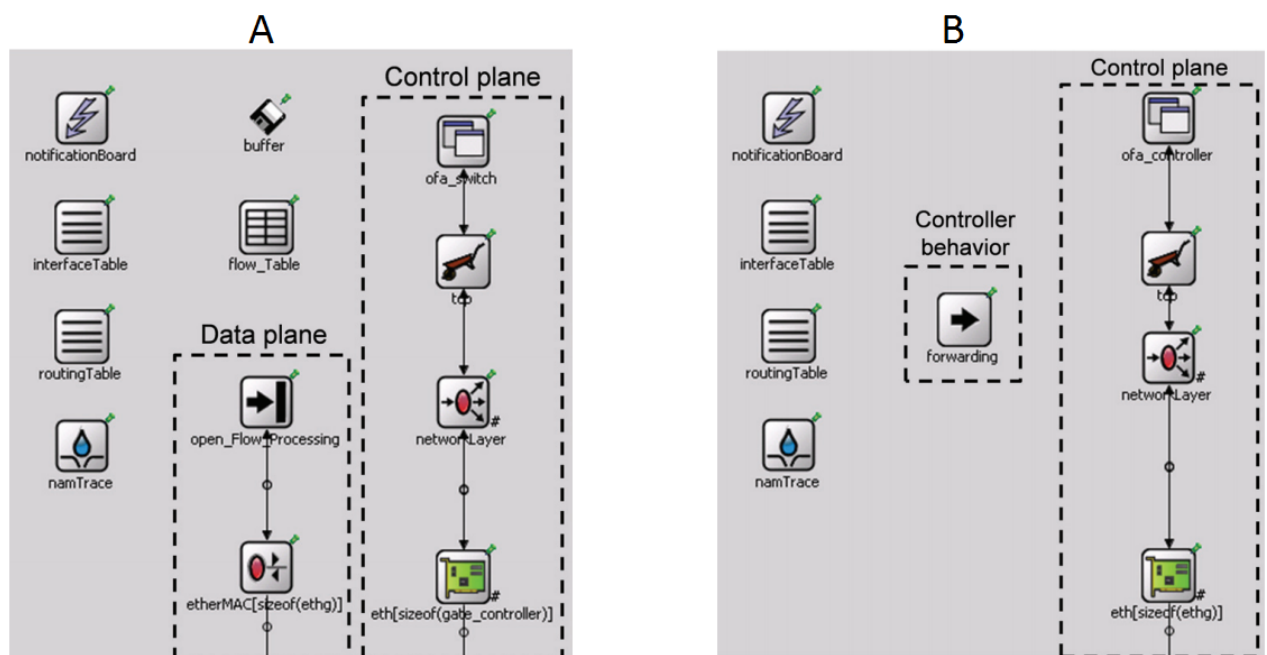 A
Control plane
notificationBoard
buffer
ofa_switch
interfaceTable
flow_Table
tcp
Data plane
routingTable
open_Flow_Processing
networkLayer
#
namTrace
etherMAC[sizeof(ethg)]
#
eth[sizeof(gate_controller)]
B
Control plane
notificationBoard
ofa_controller
Controller
behavior
interfaceTable
tcp
forwarding
routingTable
#
networkLayer
namTrace
#
eth[sizeof(ethg)]